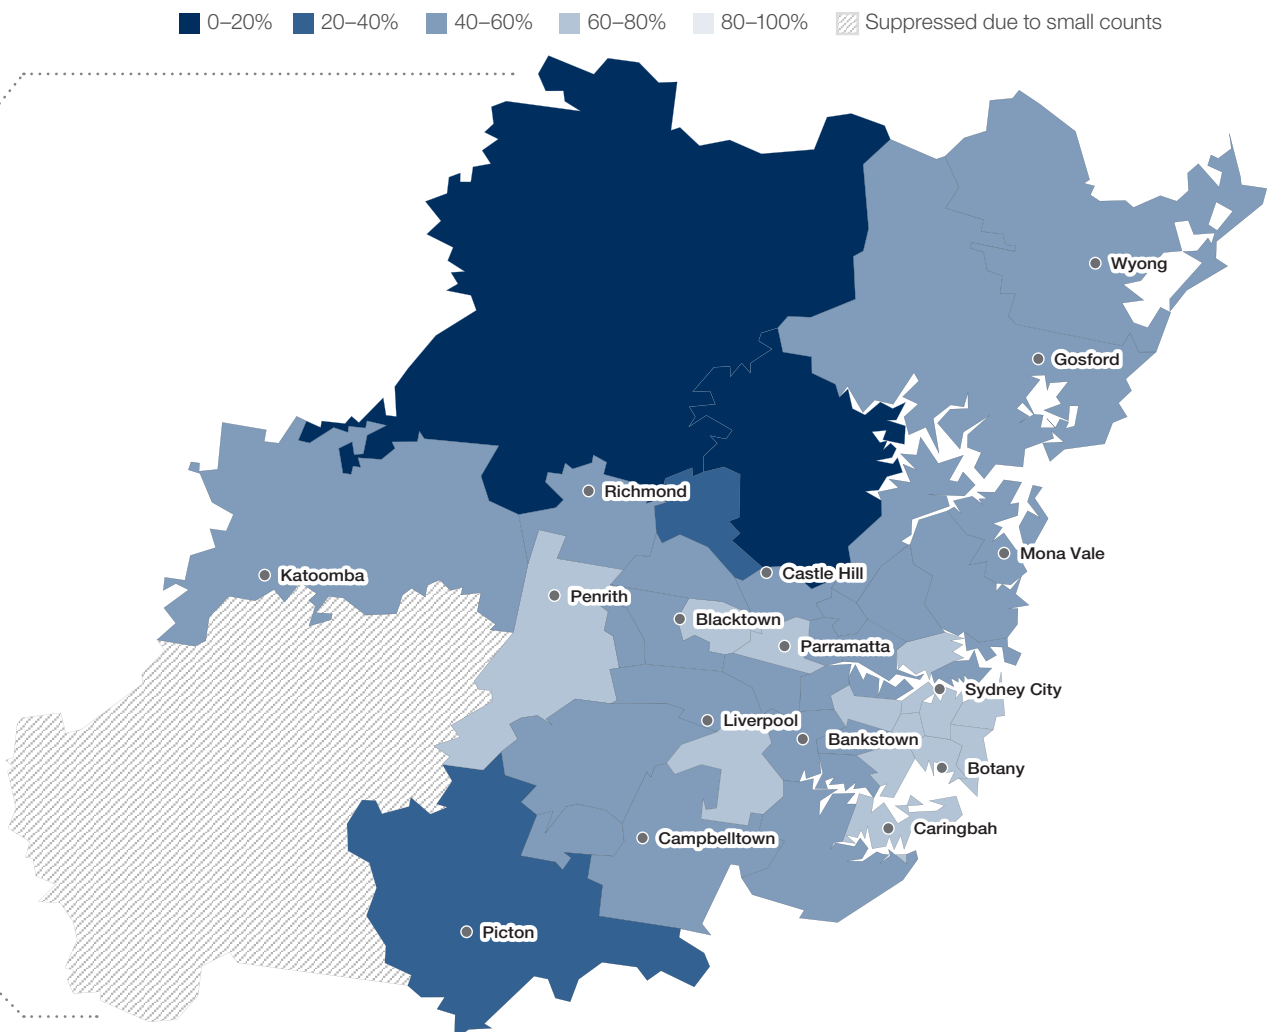 0–20% 20–40% 40–60% 60–80% 80–100% Suppressed due to small counts
Wyong
Gosford
Richmond
Mona Vale
Castle Hill
Katoomba
Penrith
Blacktown
Parramatta
Sydney City
Liverpool
Bankstown
Botany
Caringbah
Campbelltown
Picton